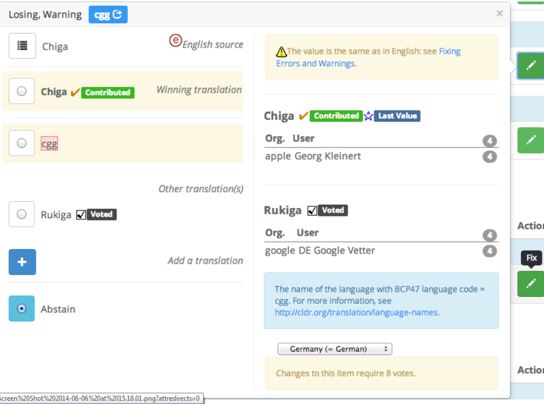 Losing, Warning cgg
×
Chiga
e English source
Chiga Contributed
Winning translation
cgg
Other translation(s)
Rukiga Voted
Add a translation
Abstain
The value is the same as in English: see Fixing
Errors and Warnings.
Chiga Contributed Last Value
Org. User 4
apple Georg Kleinert 4
Rukiga Voted
Org. User 4
google DE Google Vetter 4
The name of the language with BCP47 language code =
cgg. For more information, see
http://cldr.org/translation/language-names.
Germany (= German)
Changes to this item require 8 votes.
Action
Fix
Action
Screen%20Shot%202014-06-06%20at%2015.18.01.png?attredirects=0